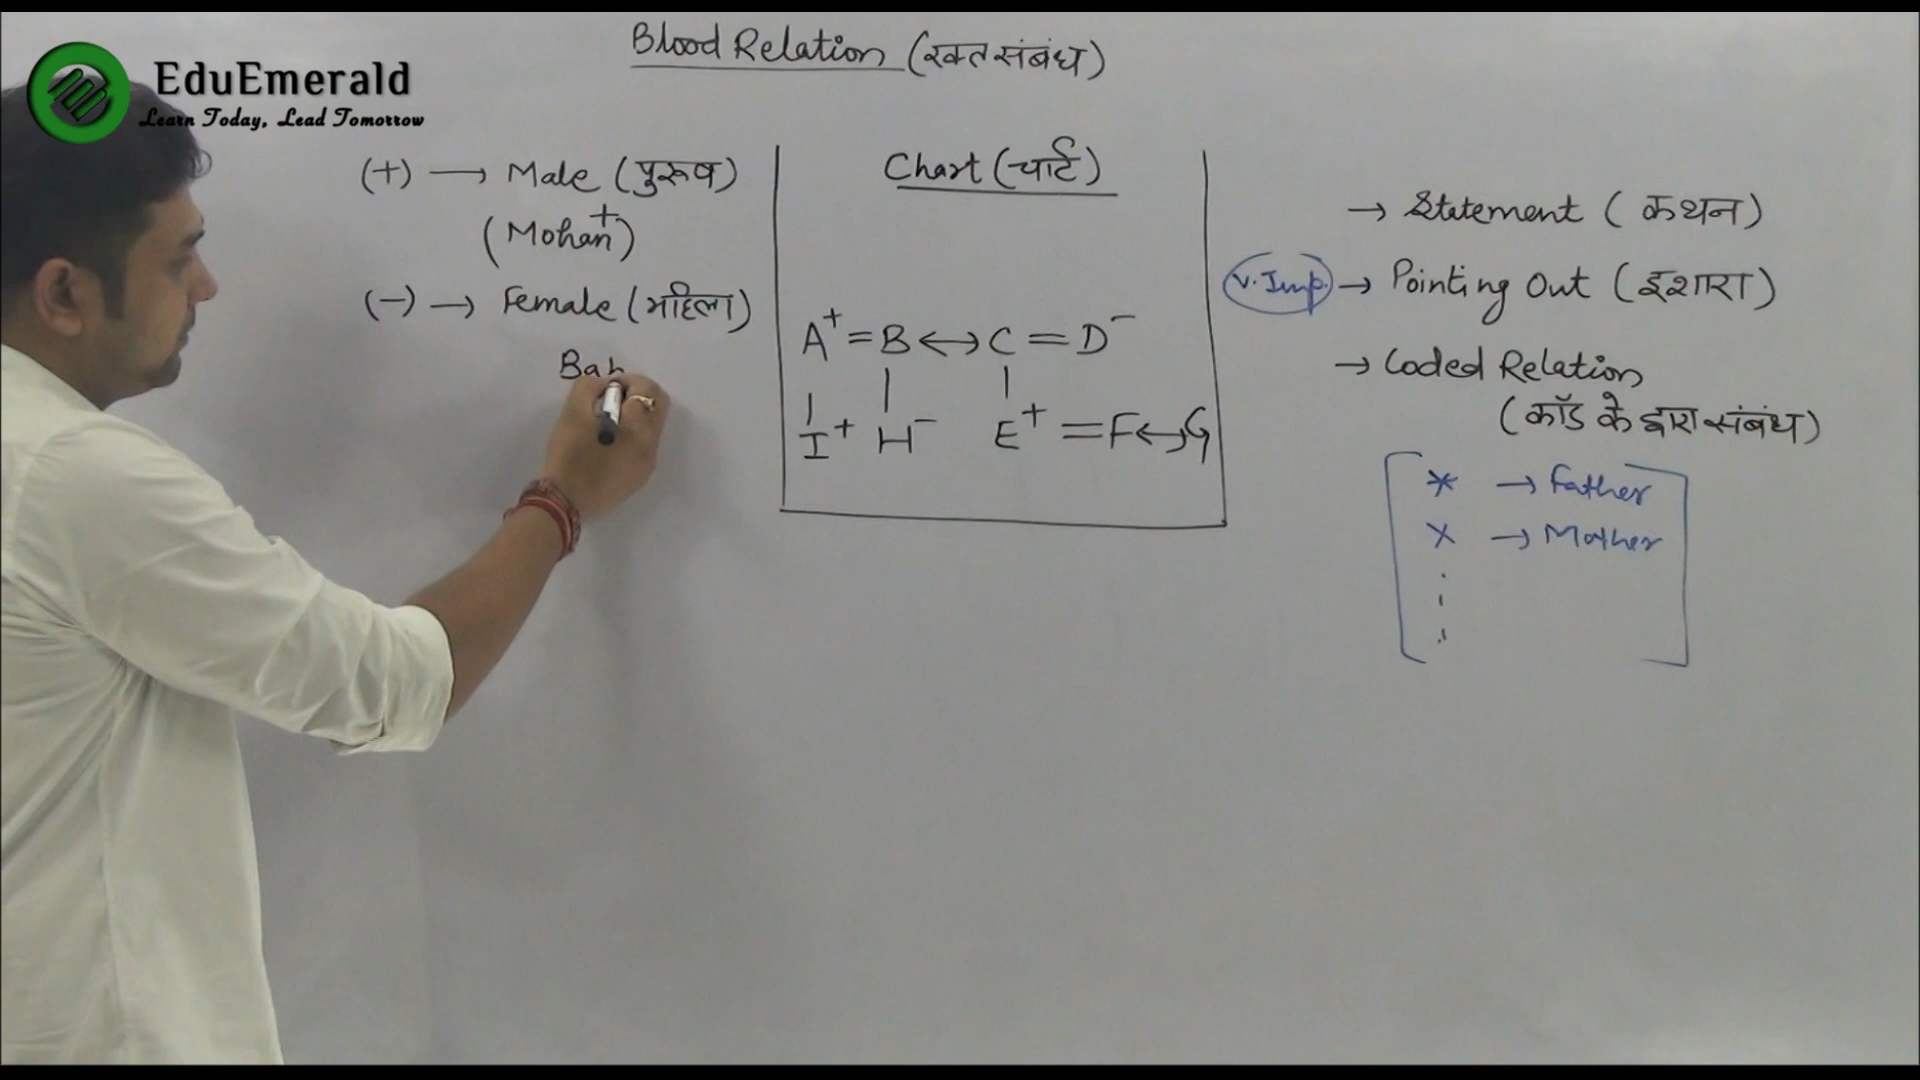 EduEmerald
Learn Today, Lead Tomorrow
Blood Relation (रक्त संबंध)
(+) → Male (पुरूष)
(Mohan+)
(-) → Female (महिला)
Bab
Chart (चार्ट)
A+ = B ↔ C = D-
I+ H- E+ = F ↔ G
→ Statement (कथन)
V. Imp. → Pointing Out (इशारा)
→ Coded Relation
(कॉड के द्वारा संबंध)
* → Father
× → Mother